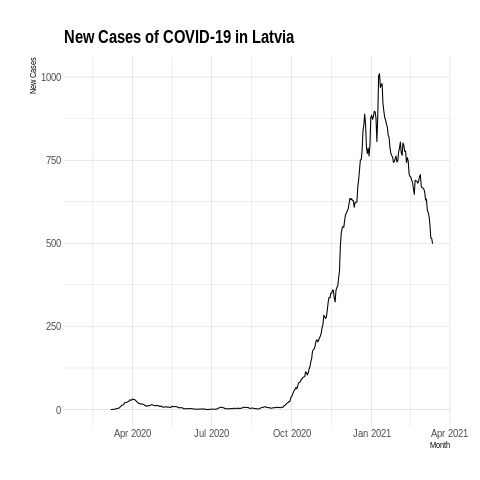 New Cases of COVID-19 in Latvia
New Cases
1000
750
500
250
0
Apr 2020 Jul 2020 Oct 2020 Jan 2021 Apr 2021
Month